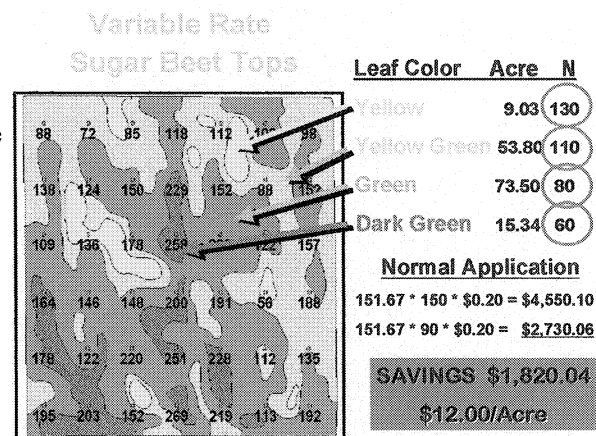 Variable Rate
Sugar Beet Tops
Leaf Color Acre N
Yellow 9.03 130
Yellow Green 53.80 110
Green 73.50 80
Dark Green 15.34 60
Normal Application
151.67 * 150 * $0.20 = $4,550.10
151.67 * 90 * $0.20 = $2,730.06
SAVINGS $1,820.04
$12.00/Acre
88 72 85 118 112 98
138 124 150 229 152 88 152
109 136 178 258 122 157
164 146 148 200 191 56 188
178 122 220 251 228 112 135
195 203 152 269 219 113 192